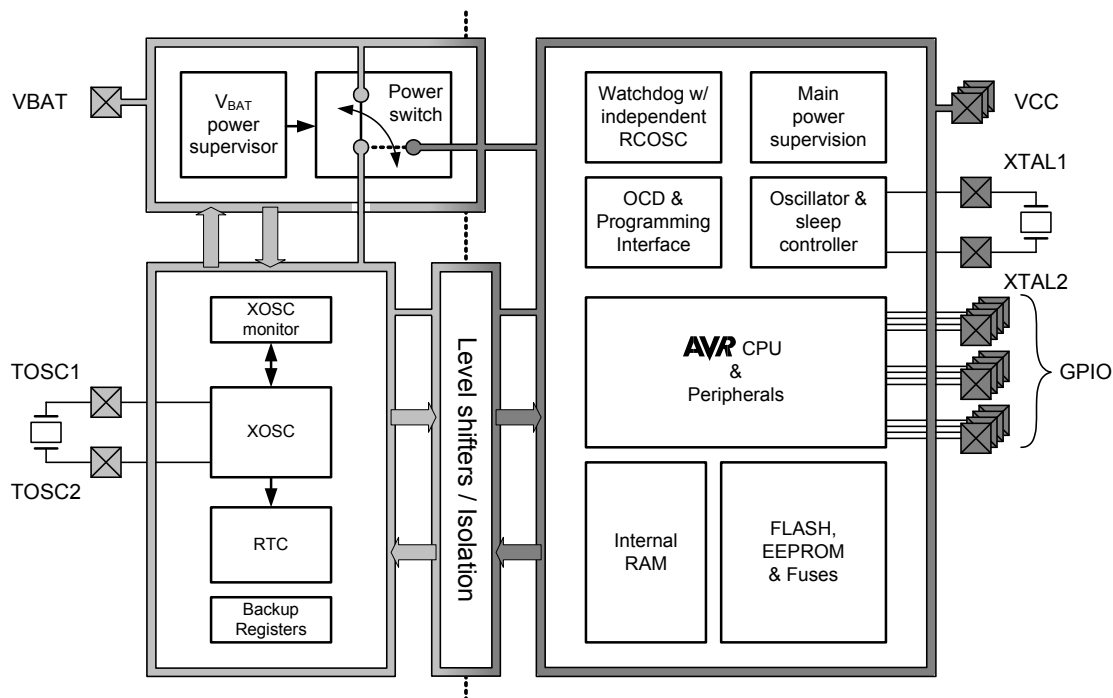 VBAT
VBAT
power
supervisor
Power
switch
Watchdog w/
independent
RCOSC
Main
power
supervision
VCC
OCD &
Programming
Interface
Oscillator &
sleep
controller
XTAL1
XTAL2
XOSC
monitor
TOSC1
XOSC
TOSC2
RTC
Backup
Registers
Level shifters / Isolation
AVR CPU
&
Peripherals
GPIO
Internal
RAM
FLASH,
EEPROM
& Fuses